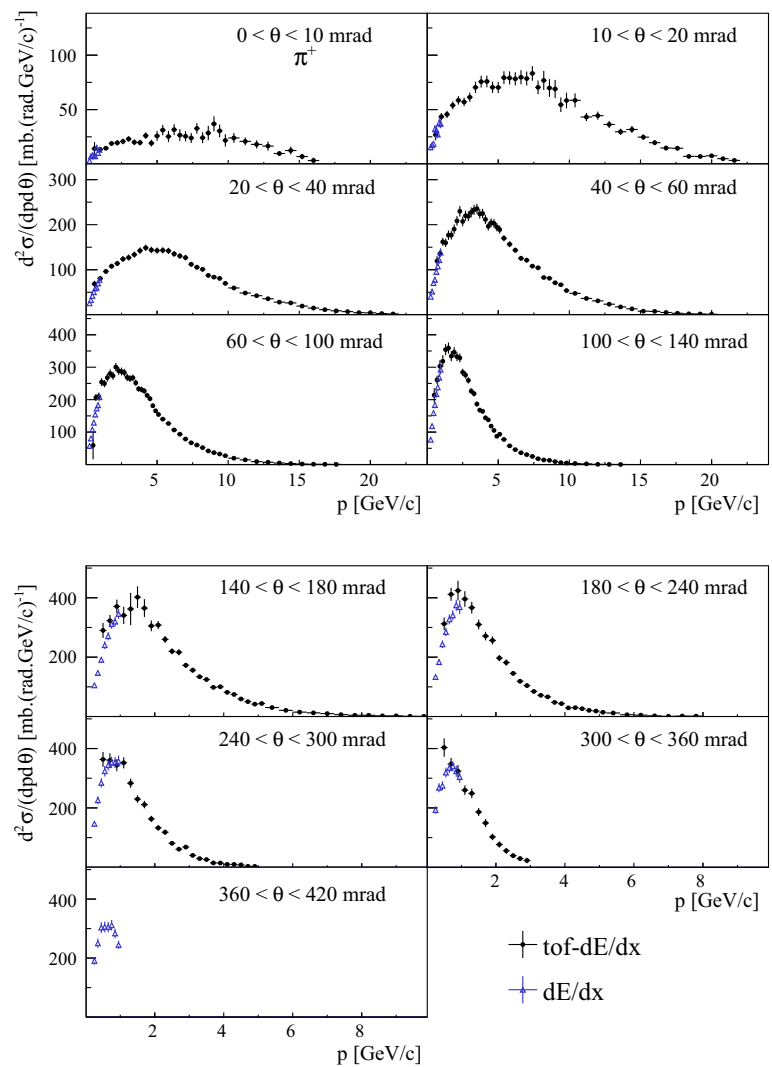 0 < θ < 10 mrad
π+
10 < θ < 20 mrad
125
100
75
50
25
d²σ/(dpdθ) [mb.(rad.GeV/c)⁻¹
20 < θ < 40 mrad
40 < θ < 60 mrad
300
200
100
60 < θ < 100 mrad
100 < θ < 140 mrad
400
300
200
100
5 10 15 20 5 10 15 20
p [GeV/c] p [GeV/c]
140 < θ < 180 mrad
180 < θ < 240 mrad
400
200
d²σ/(dpdθ) [mb.(rad.GeV/c)⁻¹
240 < θ < 300 mrad
300 < θ < 360 mrad
400
200
2 4 6 8
p [GeV/c]
360 < θ < 420 mrad
400
200
tof-dE/dx
dE/dx
2 4 6 8
p [GeV/c]